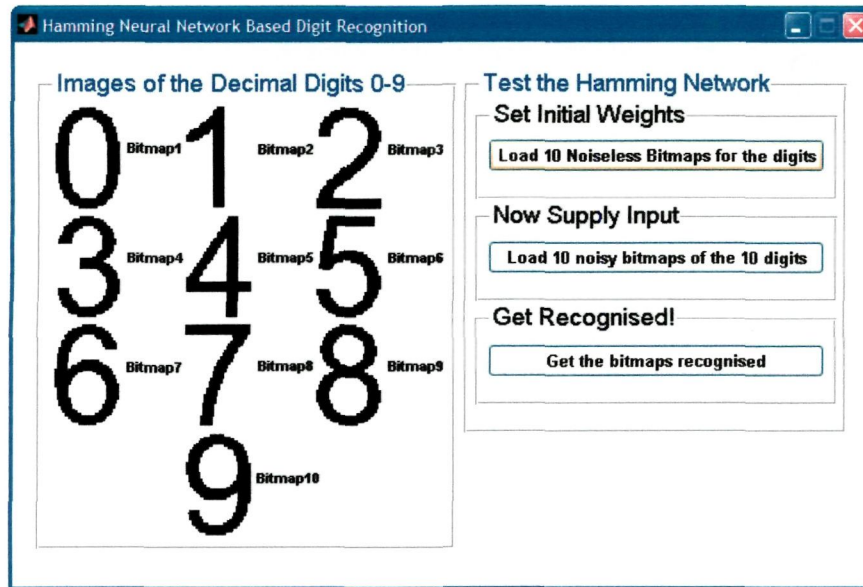 Hamming Neural Network Based Digit Recognition
Images of the Decimal Digits 0-9
0 Bitmap1 1 Bitmap2 2 Bitmap3
3 Bitmap4 4 Bitmap5 5 Bitmap6
6 Bitmap7 7 Bitmap8 8 Bitmap9
9 Bitmap10
Test the Hamming Network
Set Initial Weights
Load 10 Noiseless Bitmaps for the digits
Now Supply Input
Load 10 noisy bitmaps of the 10 digits
Get Recognised!
Get the bitmaps recognised